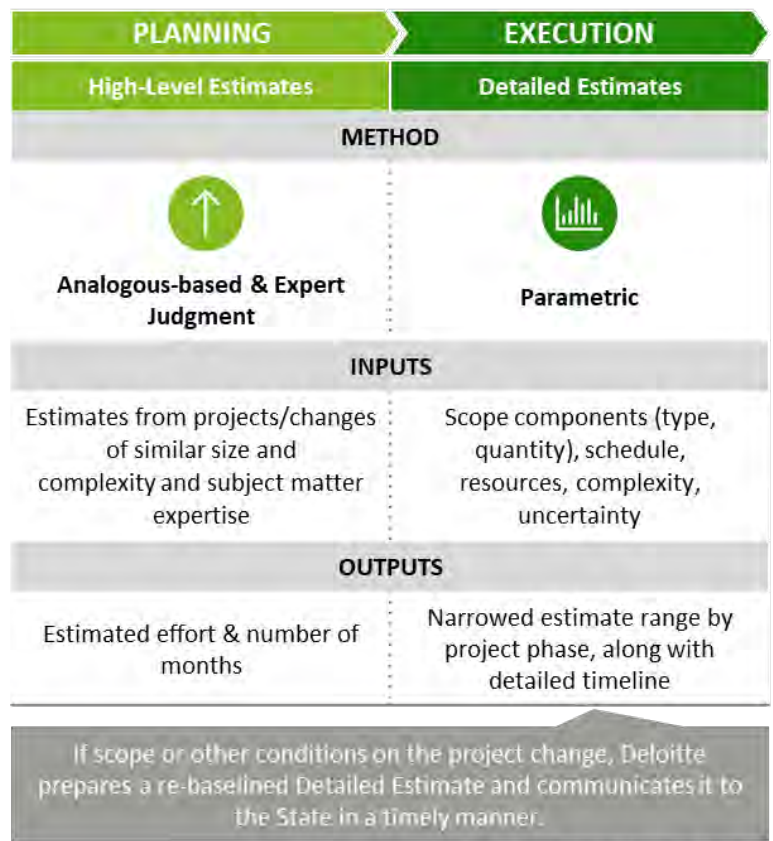 PLANNING
EXECUTION
High-Level Estimates
Detailed Estimates
METHOD
Analogous-based & Expert
Judgment
Parametric
INPUTS
Estimates from projects/changes
of similar size and
complexity and subject matter
expertise
Scope components (type,
quantity), schedule,
resources, complexity,
uncertainty
OUTPUTS
Estimated effort & number of
months
Narrowed estimate range by
project phase, along with
detailed timeline
If scope or other conditions on the project change, Deloitte
prepares a re-baselined Detailed Estimate and communicates it to
the State in a timely manner.